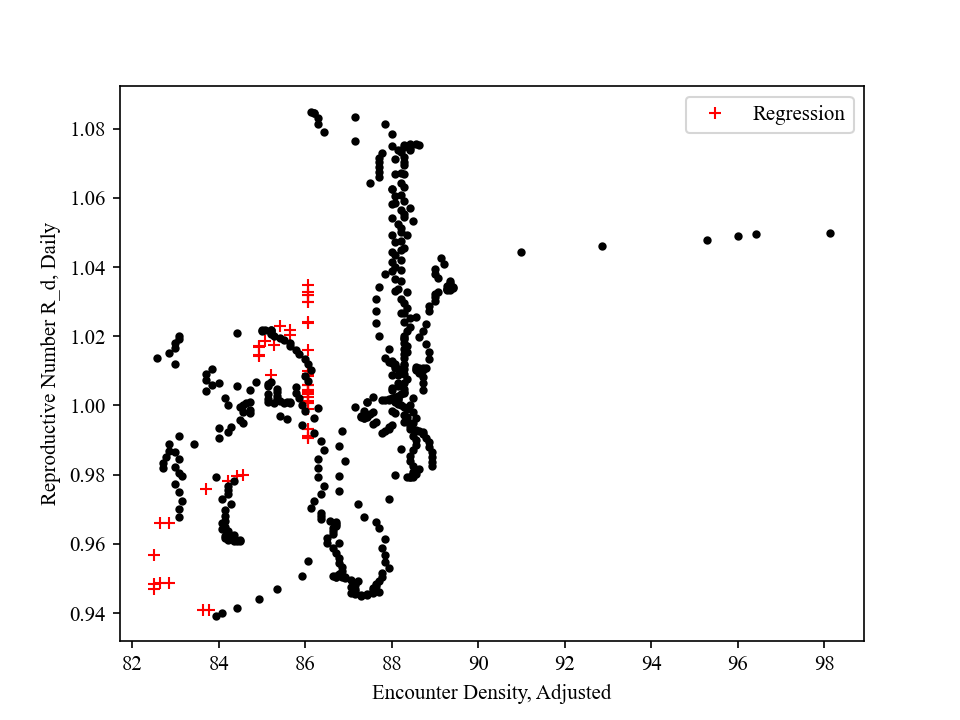 Regression
1.08
1.06
1.04
1.02
1.00
0.98
0.96
0.94
Reproductive Number R_d, Daily
82 84 86 88 90 92 94 96 98
Encounter Density, Adjusted